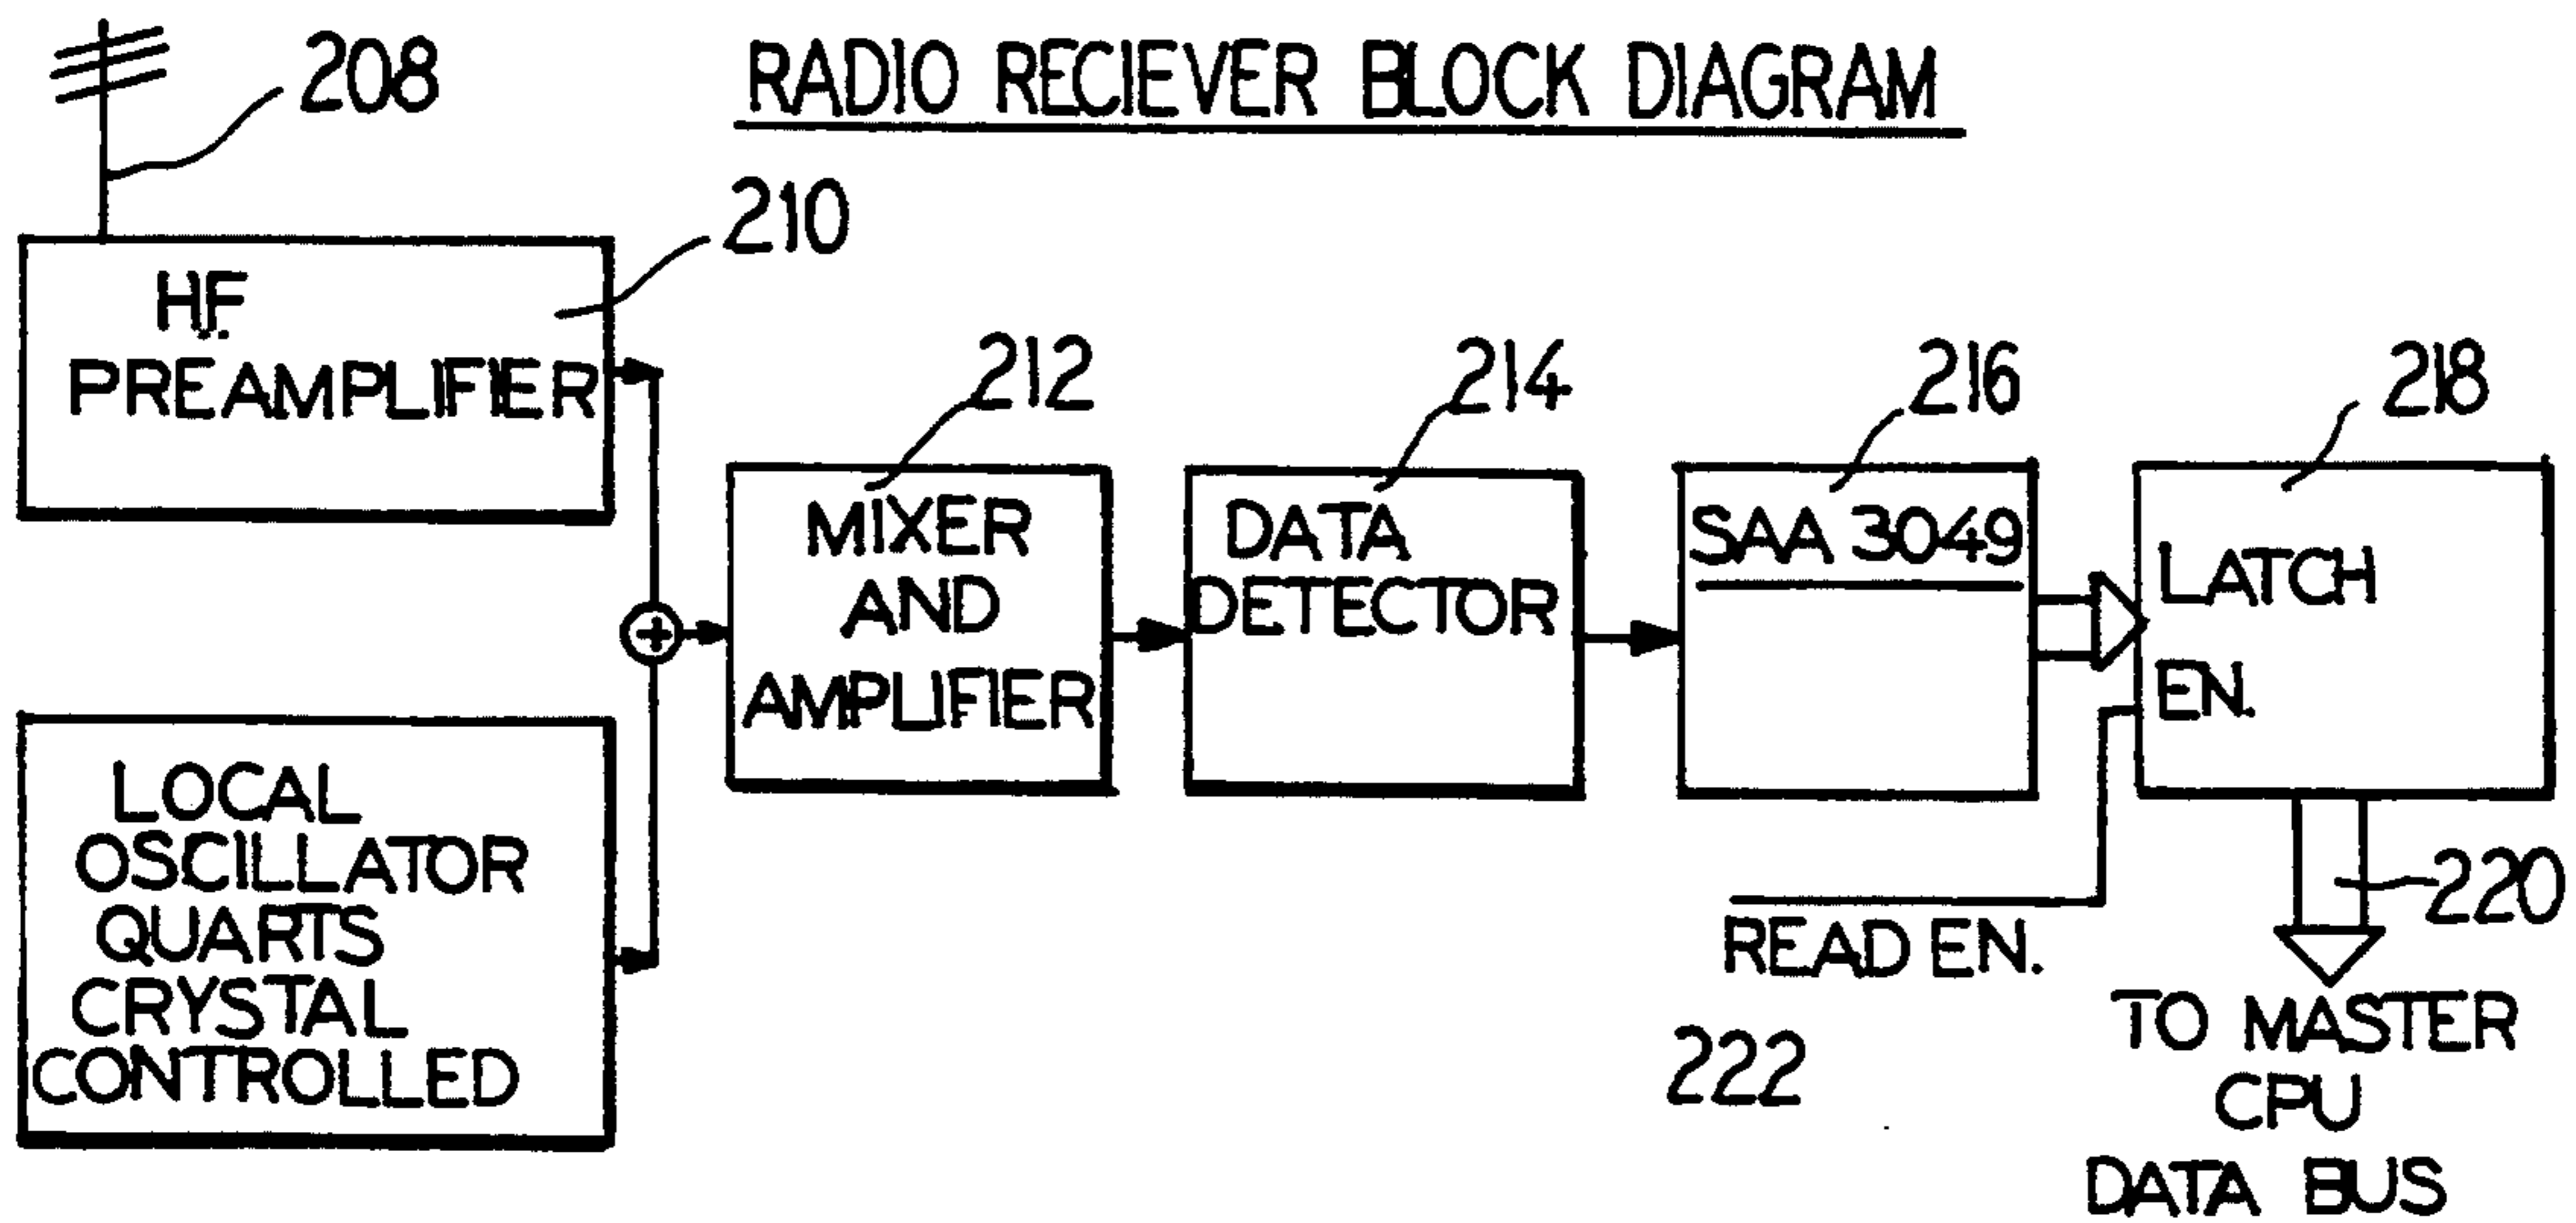 RADIO RECIEVER BLOCK DIAGRAM
208
210
H.F.
PREAMPLIFIER
212
MIXER
AND
AMPLIFIER
214
DATA
DETECTOR
216
SAA 3049
218
LATCH
EN.
LOCAL
OSCILLATOR
QUARTS
CRYSTAL
CONTROLLED
READ EN.
222
220
TO MASTER
CPU
DATA BUS